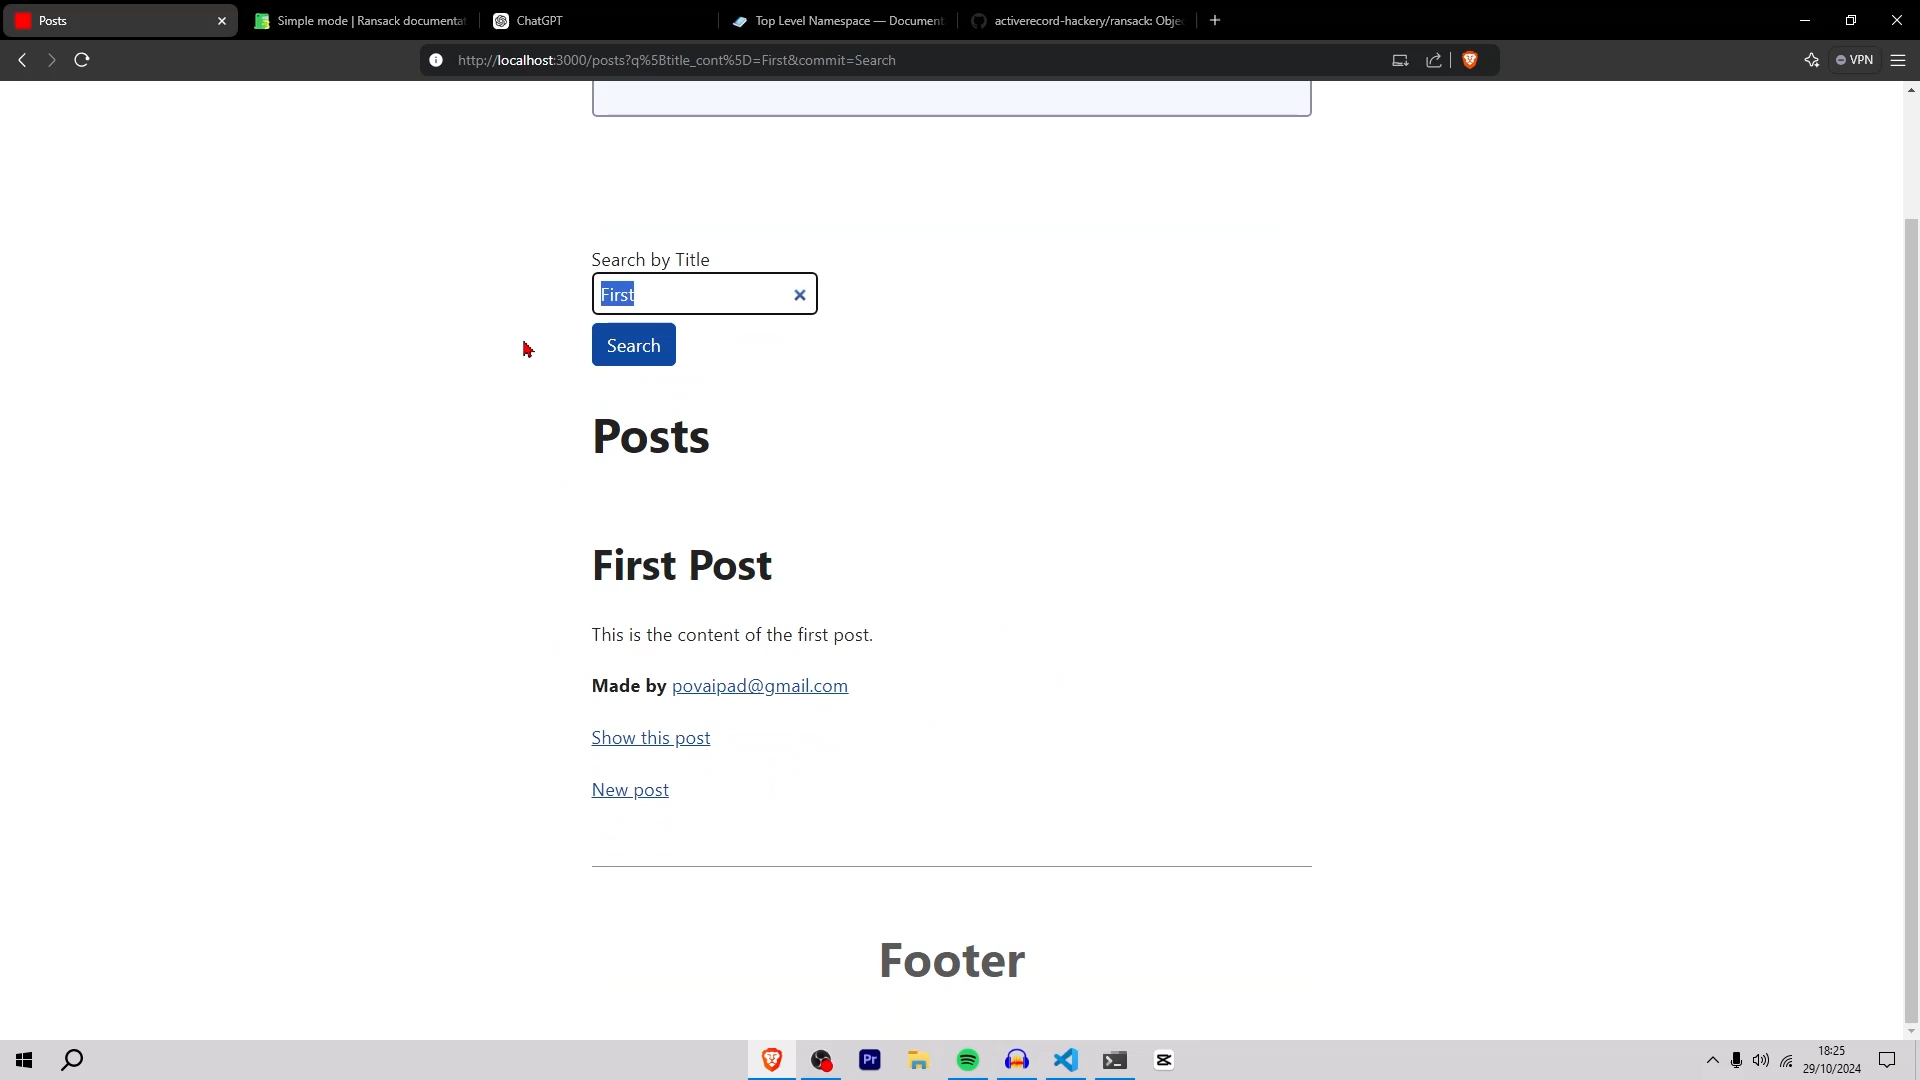 Posts
Simple mode | Ransack documentat
ChatGPT
Top Level Namespace — Document
activerecord-hackery/ransack: Obje
http://localhost:3000/posts?q%5Btitle_cont%5D=First&commit=Search
VPN
Search by Title
First
Search
Posts
First Post
This is the content of the first post.
Made by povaipad@gmail.com
Show this post
New post
Footer
Pr
18:25
29/10/2024